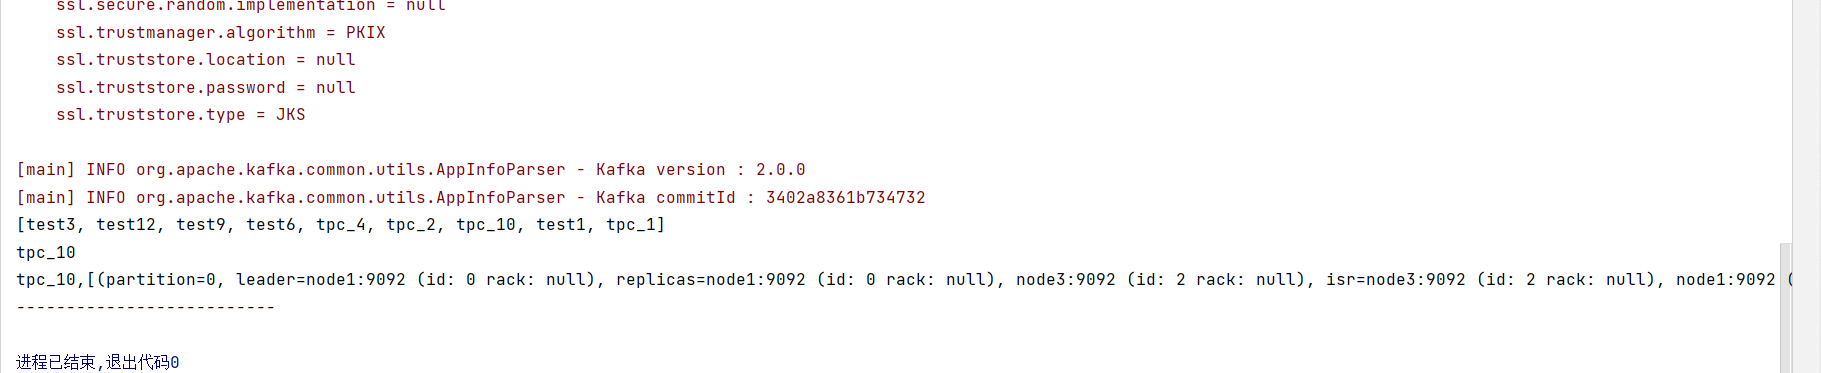 ssl.secure.random.implementation = null
ssl.trustmanager.algorithm = PKIX
ssl.truststore.location = null
ssl.truststore.password = null
ssl.truststore.type = JKS
[main] INFO org.apache.kafka.common.utils.AppInfoParser - Kafka version : 2.0.0
[main] INFO org.apache.kafka.common.utils.AppInfoParser - Kafka commitId : 3402a8361b734732
[test3, test12, test9, test6, tpc_4, tpc_2, tpc_10, test1, tpc_1]
tpc_10
tpc_10,[(partition=0, leader=node1:9092 (id: 0 rack: null), replicas=node1:9092 (id: 0 rack: null), node3:9092 (id: 2 rack: null), isr=node3:9092 (id: 2 rack: null), node1:9092 (
--------------------------
进程已结束,退出代码0